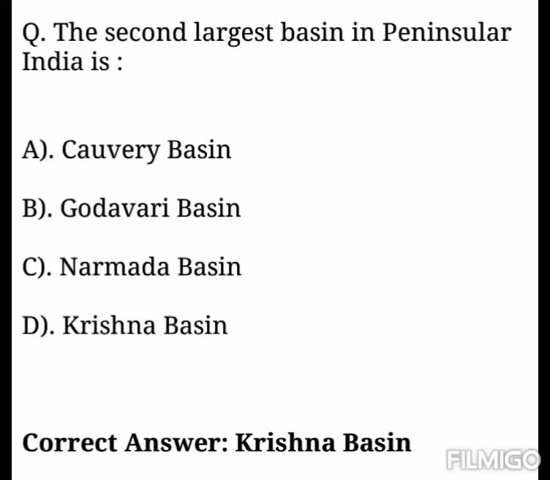 Q. The second largest basin in Peninsular
India is :
A). Cauvery Basin
B). Godavari Basin
C). Narmada Basin
D). Krishna Basin
Correct Answer: Krishna Basin
FILMIGO